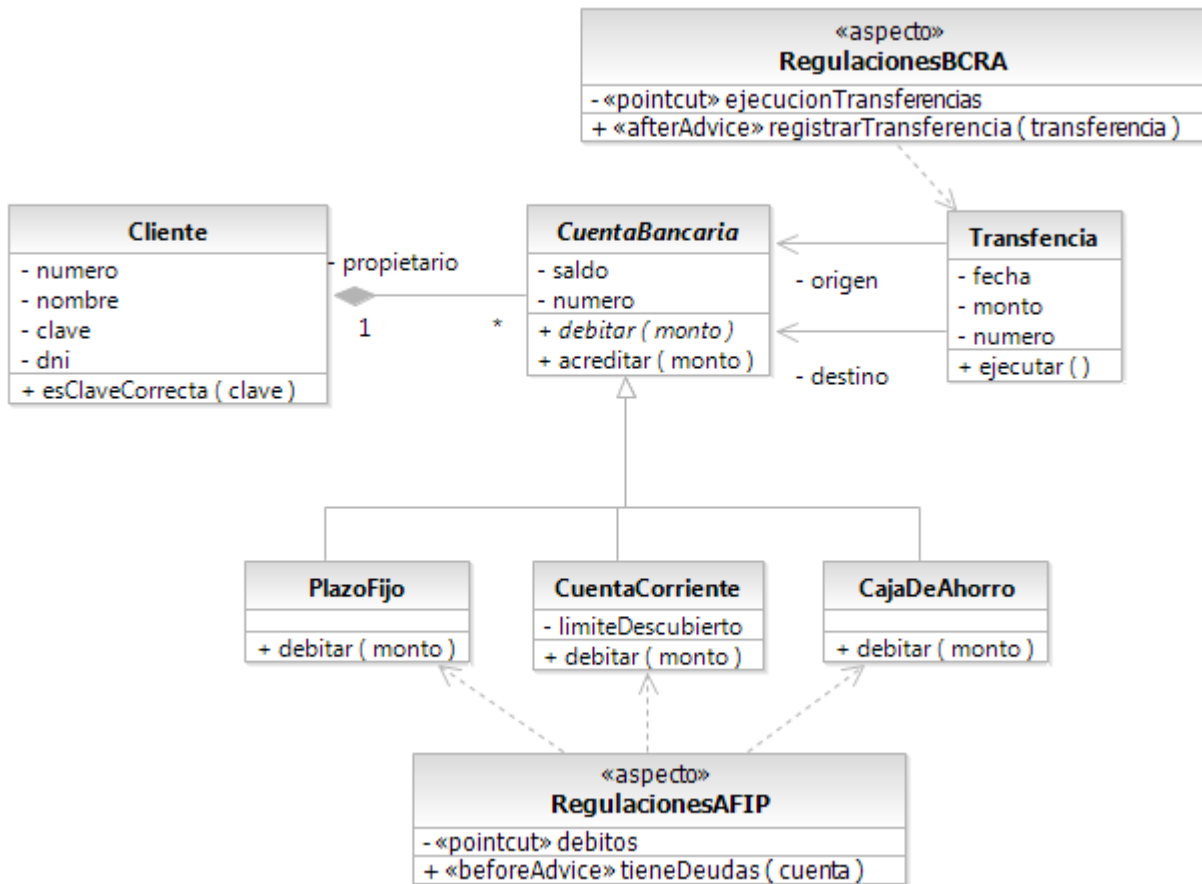 «aspecto»
RegulacionesBCRA
- «pointcut» ejecucionTransferencias
+ «afterAdvice» registrarTransferencia ( transferencia )
Cliente
- numero
- nombre
- clave
- dni
+ esClaveCorrecta ( clave )
- propietario
1
*
CuentaBancaria
- saldo
- numero
+ debitar ( monto )
+ acreditar ( monto )
- origen
- destino
Transfencia
- fecha
- monto
- numero
+ ejecutar ( )
PlazoFijo
+ debitar ( monto )
CuentaCorriente
- limiteDescubierto
+ debitar ( monto )
CajaDeAhorro
+ debitar ( monto )
«aspecto»
RegulacionesAFIP
- «pointcut» debitos
+ «beforeAdvice» tieneDeudas ( cuenta )